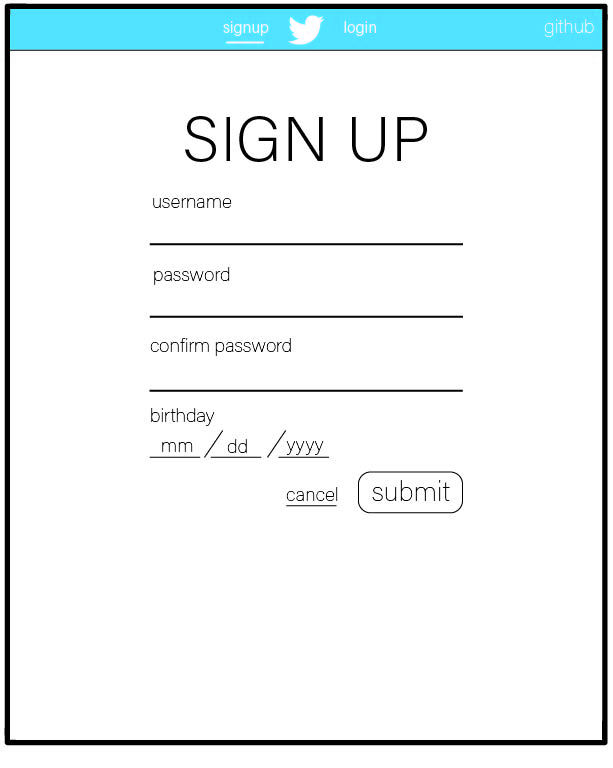 signup login github
SIGN UP
username
password
confirm password
birthday
mm / dd / yyyy
cancel submit